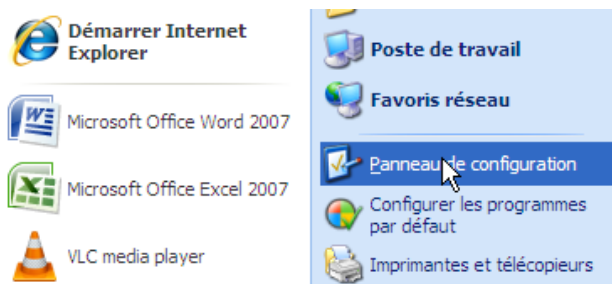 Démarrer Internet
Explorer
Microsoft Office Word 2007
Microsoft Office Excel 2007
VLC media player
Poste de travail
Favoris réseau
Panneau de configuration
Configurer les programmes
par défaut
Imprimantes et télécopieurs